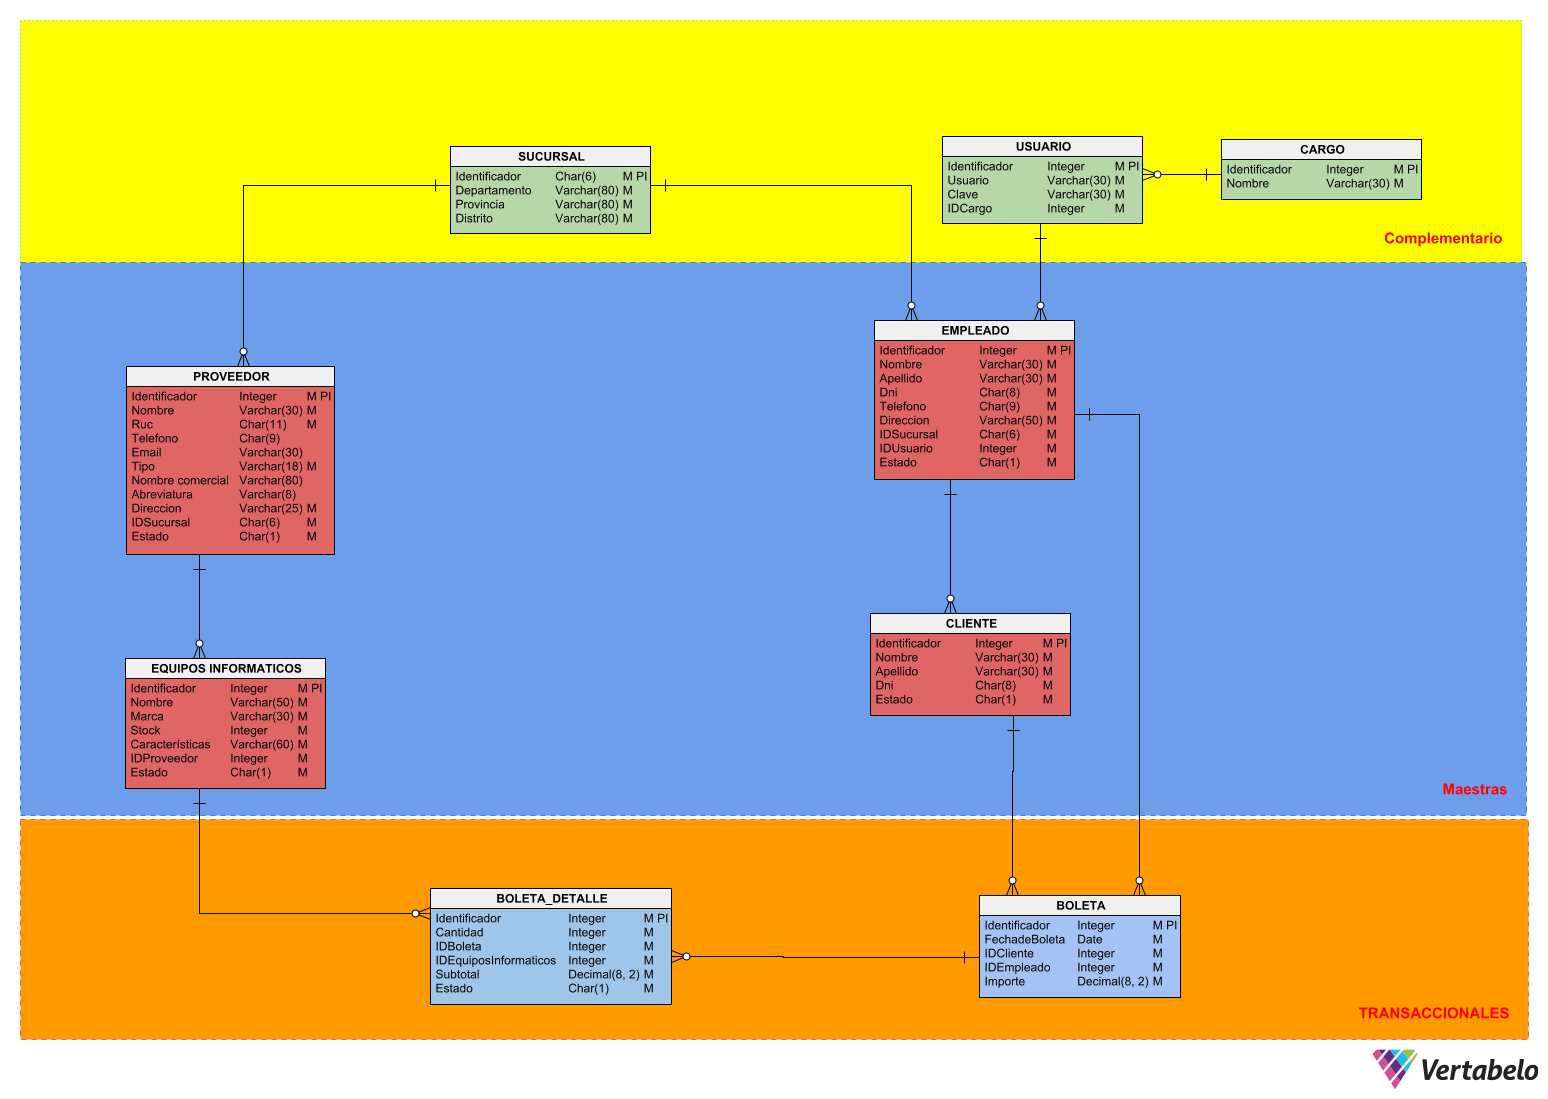 SUCURSAL
Identificador Char(6) M PI
Departamento Varchar(80) M
Provincia Varchar(80) M
Distrito Varchar(80) M
USUARIO
Identificador Integer M PI
Usuario Varchar(30) M
Clave Varchar(30) M
IDCargo Integer M
CARGO
Identificador Integer M PI
Nombre Varchar(30) M
Complementario
PROVEEDOR
Identificador Integer M PI
Nombre Varchar(30) M
Ruc Char(11) M
Telefono Char(9)
Email Varchar(30)
Tipo Varchar(18) M
Nombre comercial Varchar(80)
Abreviatura Varchar(8)
Direccion Varchar(25) M
IDSucursal Char(6) M
Estado Char(1) M
EMPLEADO
Identificador Integer M PI
Nombre Varchar(30) M
Apellido Varchar(30) M
Dni Char(8) M
Telefono Char(9) M
Direccion Varchar(50) M
IDSucursal Char(6) M
IDUsuario Integer M
Estado Char(1) M
EQUIPOS INFORMATICOS
Identificador Integer M PI
Nombre Varchar(50) M
Marca Varchar(30) M
Stock Integer M
Características Varchar(60) M
IDProveedor Integer M
Estado Char(1) M
CLIENTE
Identificador Integer M PI
Nombre Varchar(30) M
Apellido Varchar(30) M
Dni Char(8) M
Estado Char(1) M
Maestras
BOLETA_DETALLE
Identificador Integer M PI
Cantidad Integer M
IDBoleta Integer M
IDEquiposInformaticos Integer M
Subtotal Decimal(8, 2) M
Estado Char(1) M
BOLETA
Identificador Integer M PI
FechadeBoleta Date M
IDCliente Integer M
IDEmpleado Integer M
Importe Decimal(8, 2) M
TRANSACCIONALES
Vertabelo